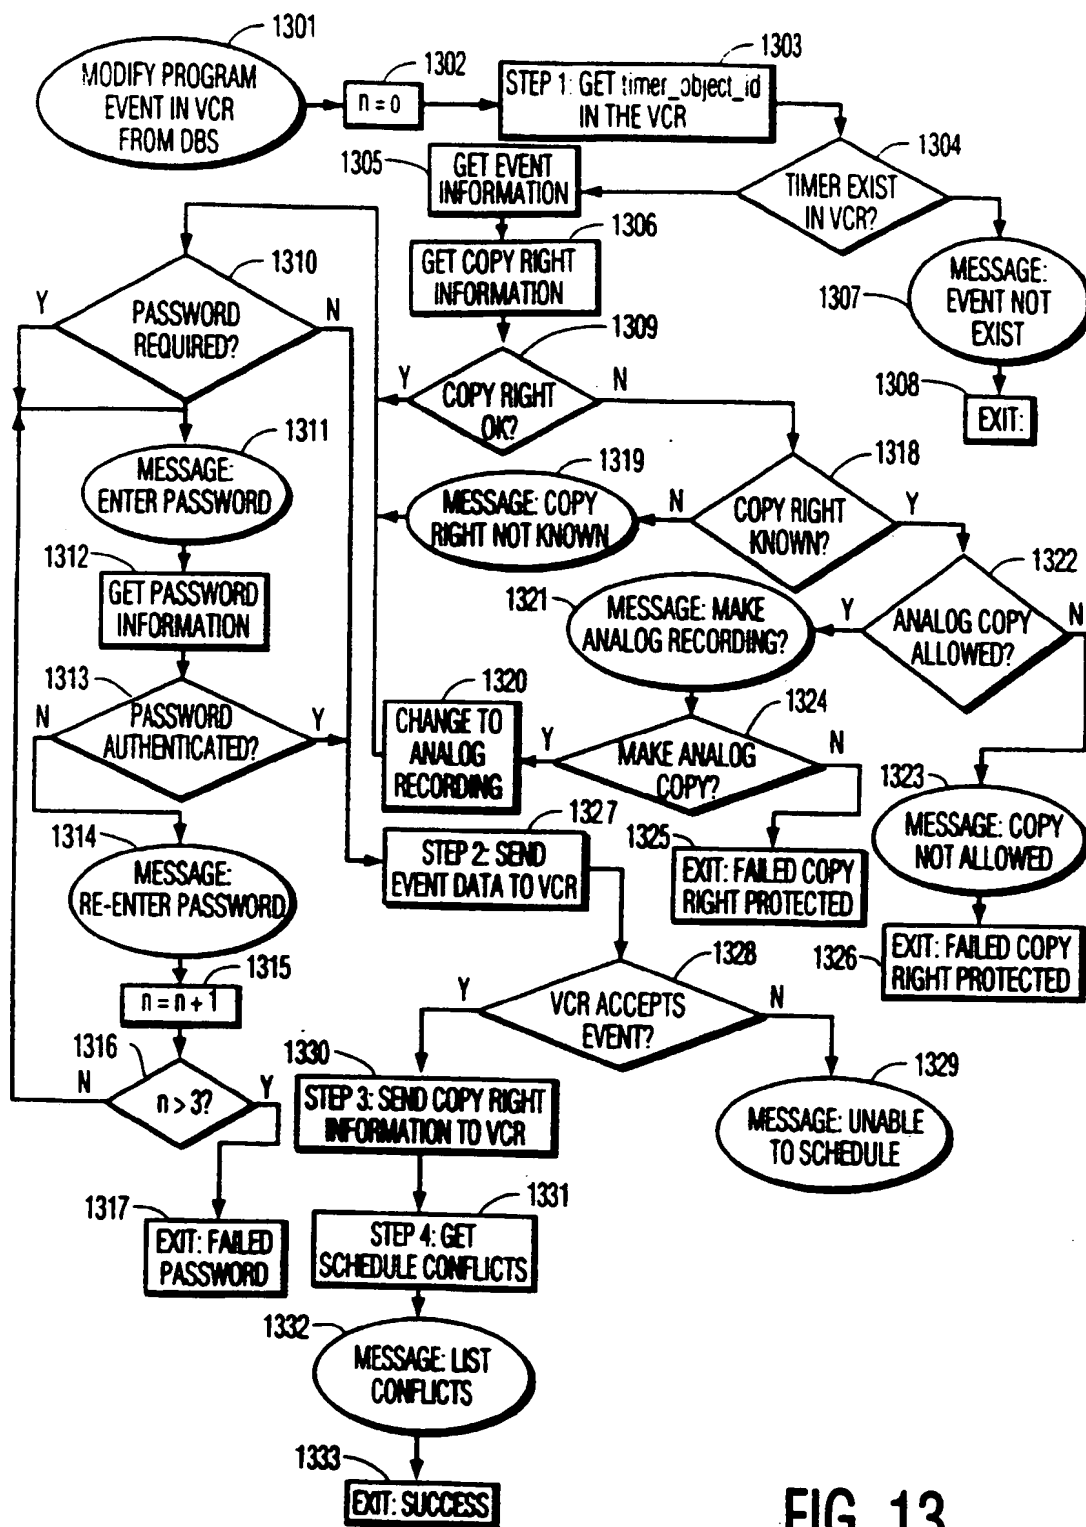 1301
MODIFY PROGRAM
EVENT IN VCR
FROM DBS
1302
n = 0
1303
STEP 1: GET timer_object_id
IN THE VCR
1304
TIMER EXIST
IN VCR?
1305
GET EVENT
INFORMATION
1306
GET COPY RIGHT
INFORMATION
1307
MESSAGE:
EVENT NOT
EXIST
1308
EXIT:
1309
Y
COPY RIGHT
OK?
N
1310
Y
PASSWORD
REQUIRED?
N
1311
MESSAGE:
ENTER PASSWORD
1312
GET PASSWORD
INFORMATION
1313
N
PASSWORD
AUTHENTICATED?
Y
1314
MESSAGE:
RE-ENTER PASSWORD
1315
n = n + 1
1316
N
n > 3?
Y
1317
EXIT: FAILED
PASSWORD
1318
N
COPY RIGHT
KNOWN?
Y
1319
MESSAGE: COPY
RIGHT NOT KNOWN
1320
CHANGE TO
ANALOG
RECORDING
1321
MESSAGE: MAKE
ANALOG RECORDING?
1322
Y
ANALOG COPY
ALLOWED?
N
1323
MESSAGE: COPY
NOT ALLOWED
1324
Y
MAKE ANALOG
COPY?
N
1325
EXIT: FAILED COPY
RIGHT PROTECTED
1326
EXIT: FAILED COPY
RIGHT PROTECTED
1327
STEP 2: SEND
EVENT DATA TO VCR
1328
Y
VCR ACCEPTS
EVENT?
N
1329
MESSAGE: UNABLE
TO SCHEDULE
1330
STEP 3: SEND COPY RIGHT
INFORMATION TO VCR
1331
STEP 4: GET
SCHEDULE CONFLICTS
1332
MESSAGE: LIST
CONFLICTS
1333
EXIT: SUCCESS
FIG. 13